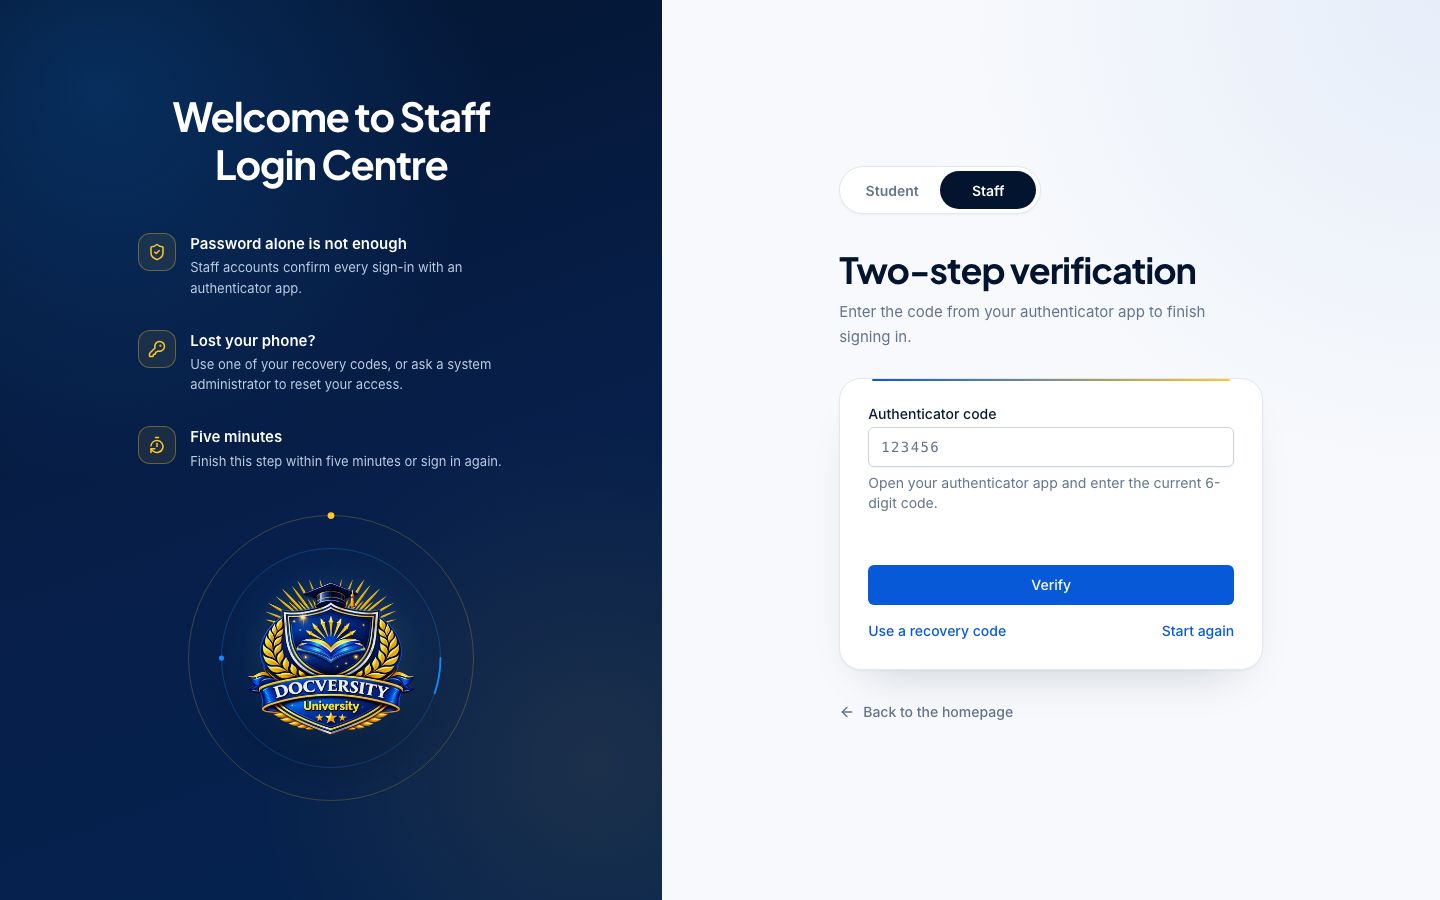 Welcome to Staff
Login Centre
Password alone is not enough
Staff accounts confirm every sign-in with an
authenticator app.
Lost your phone?
Use one of your recovery codes, or ask a system
administrator to reset your access.
Five minutes
Finish this step within five minutes or sign in again.
DOCVERSITY
University
Student
Staff
Two-step verification
Enter the code from your authenticator app to finish
signing in.
Authenticator code
123456
Open your authenticator app and enter the current 6-
digit code.
Verify
Use a recovery code
Start again
Back to the homepage